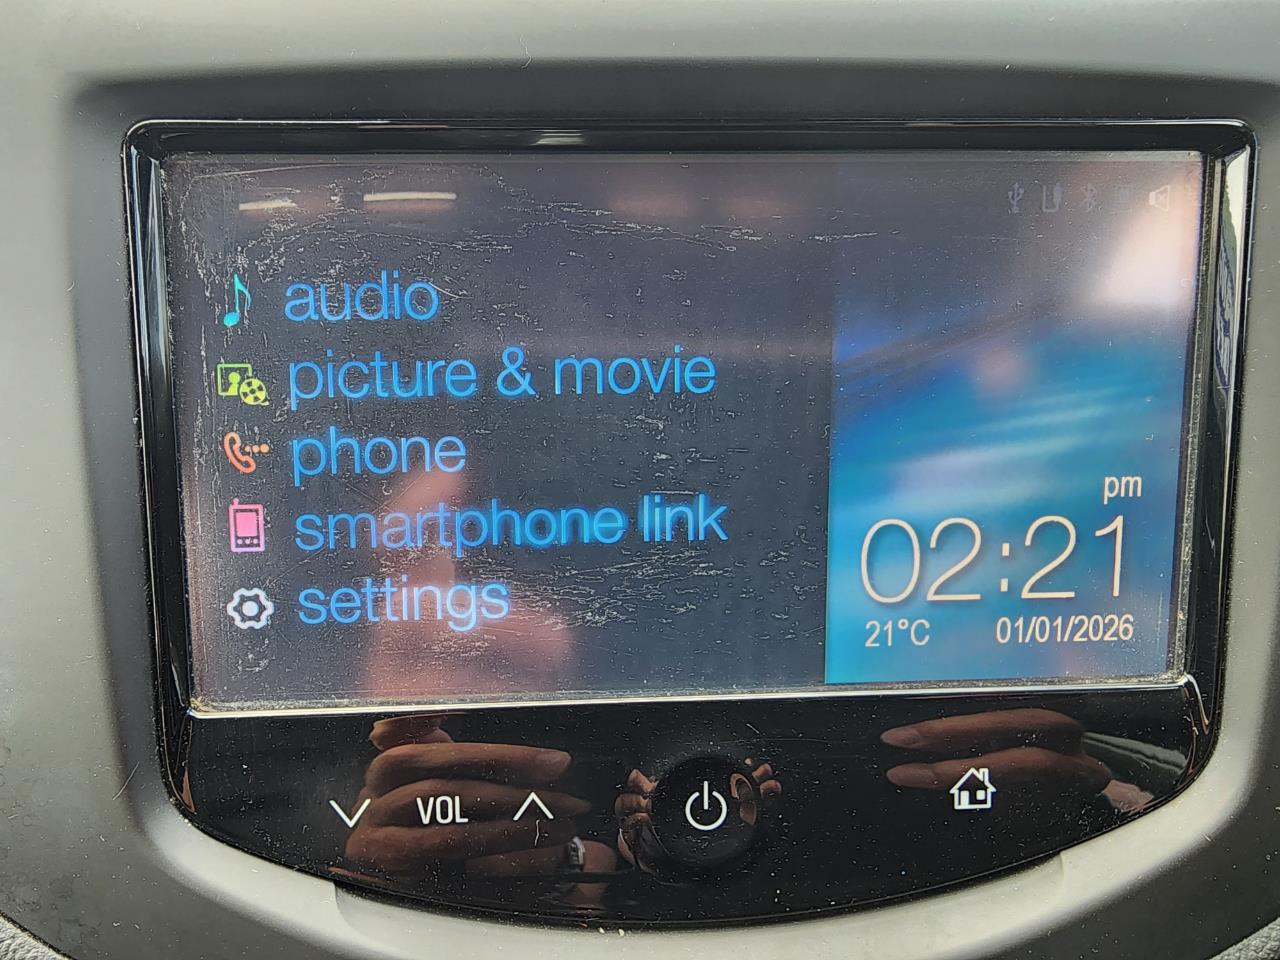 audio
picture & movie
phone
smartphone link
settings
pm
02:21
21°C 01/01/2026
VOL